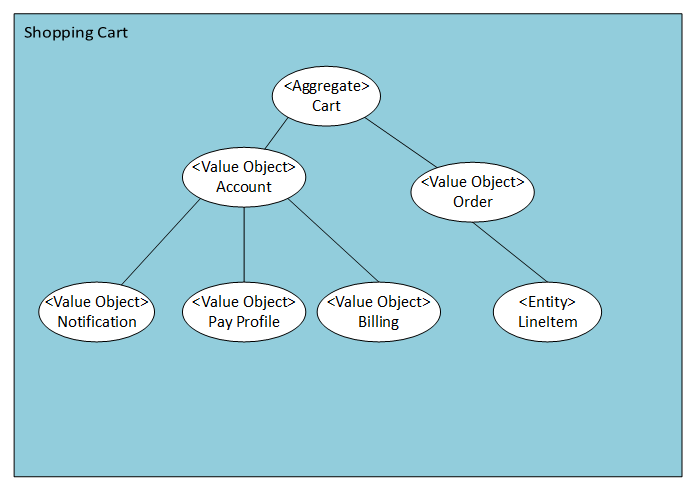 Shopping Cart
<Aggregate>
Cart
<Value Object>
Account
<Value Object>
Order
<Value Object>
Notification
<Value Object>
Pay Profile
<Value Object>
Billing
<Entity>
LineItem